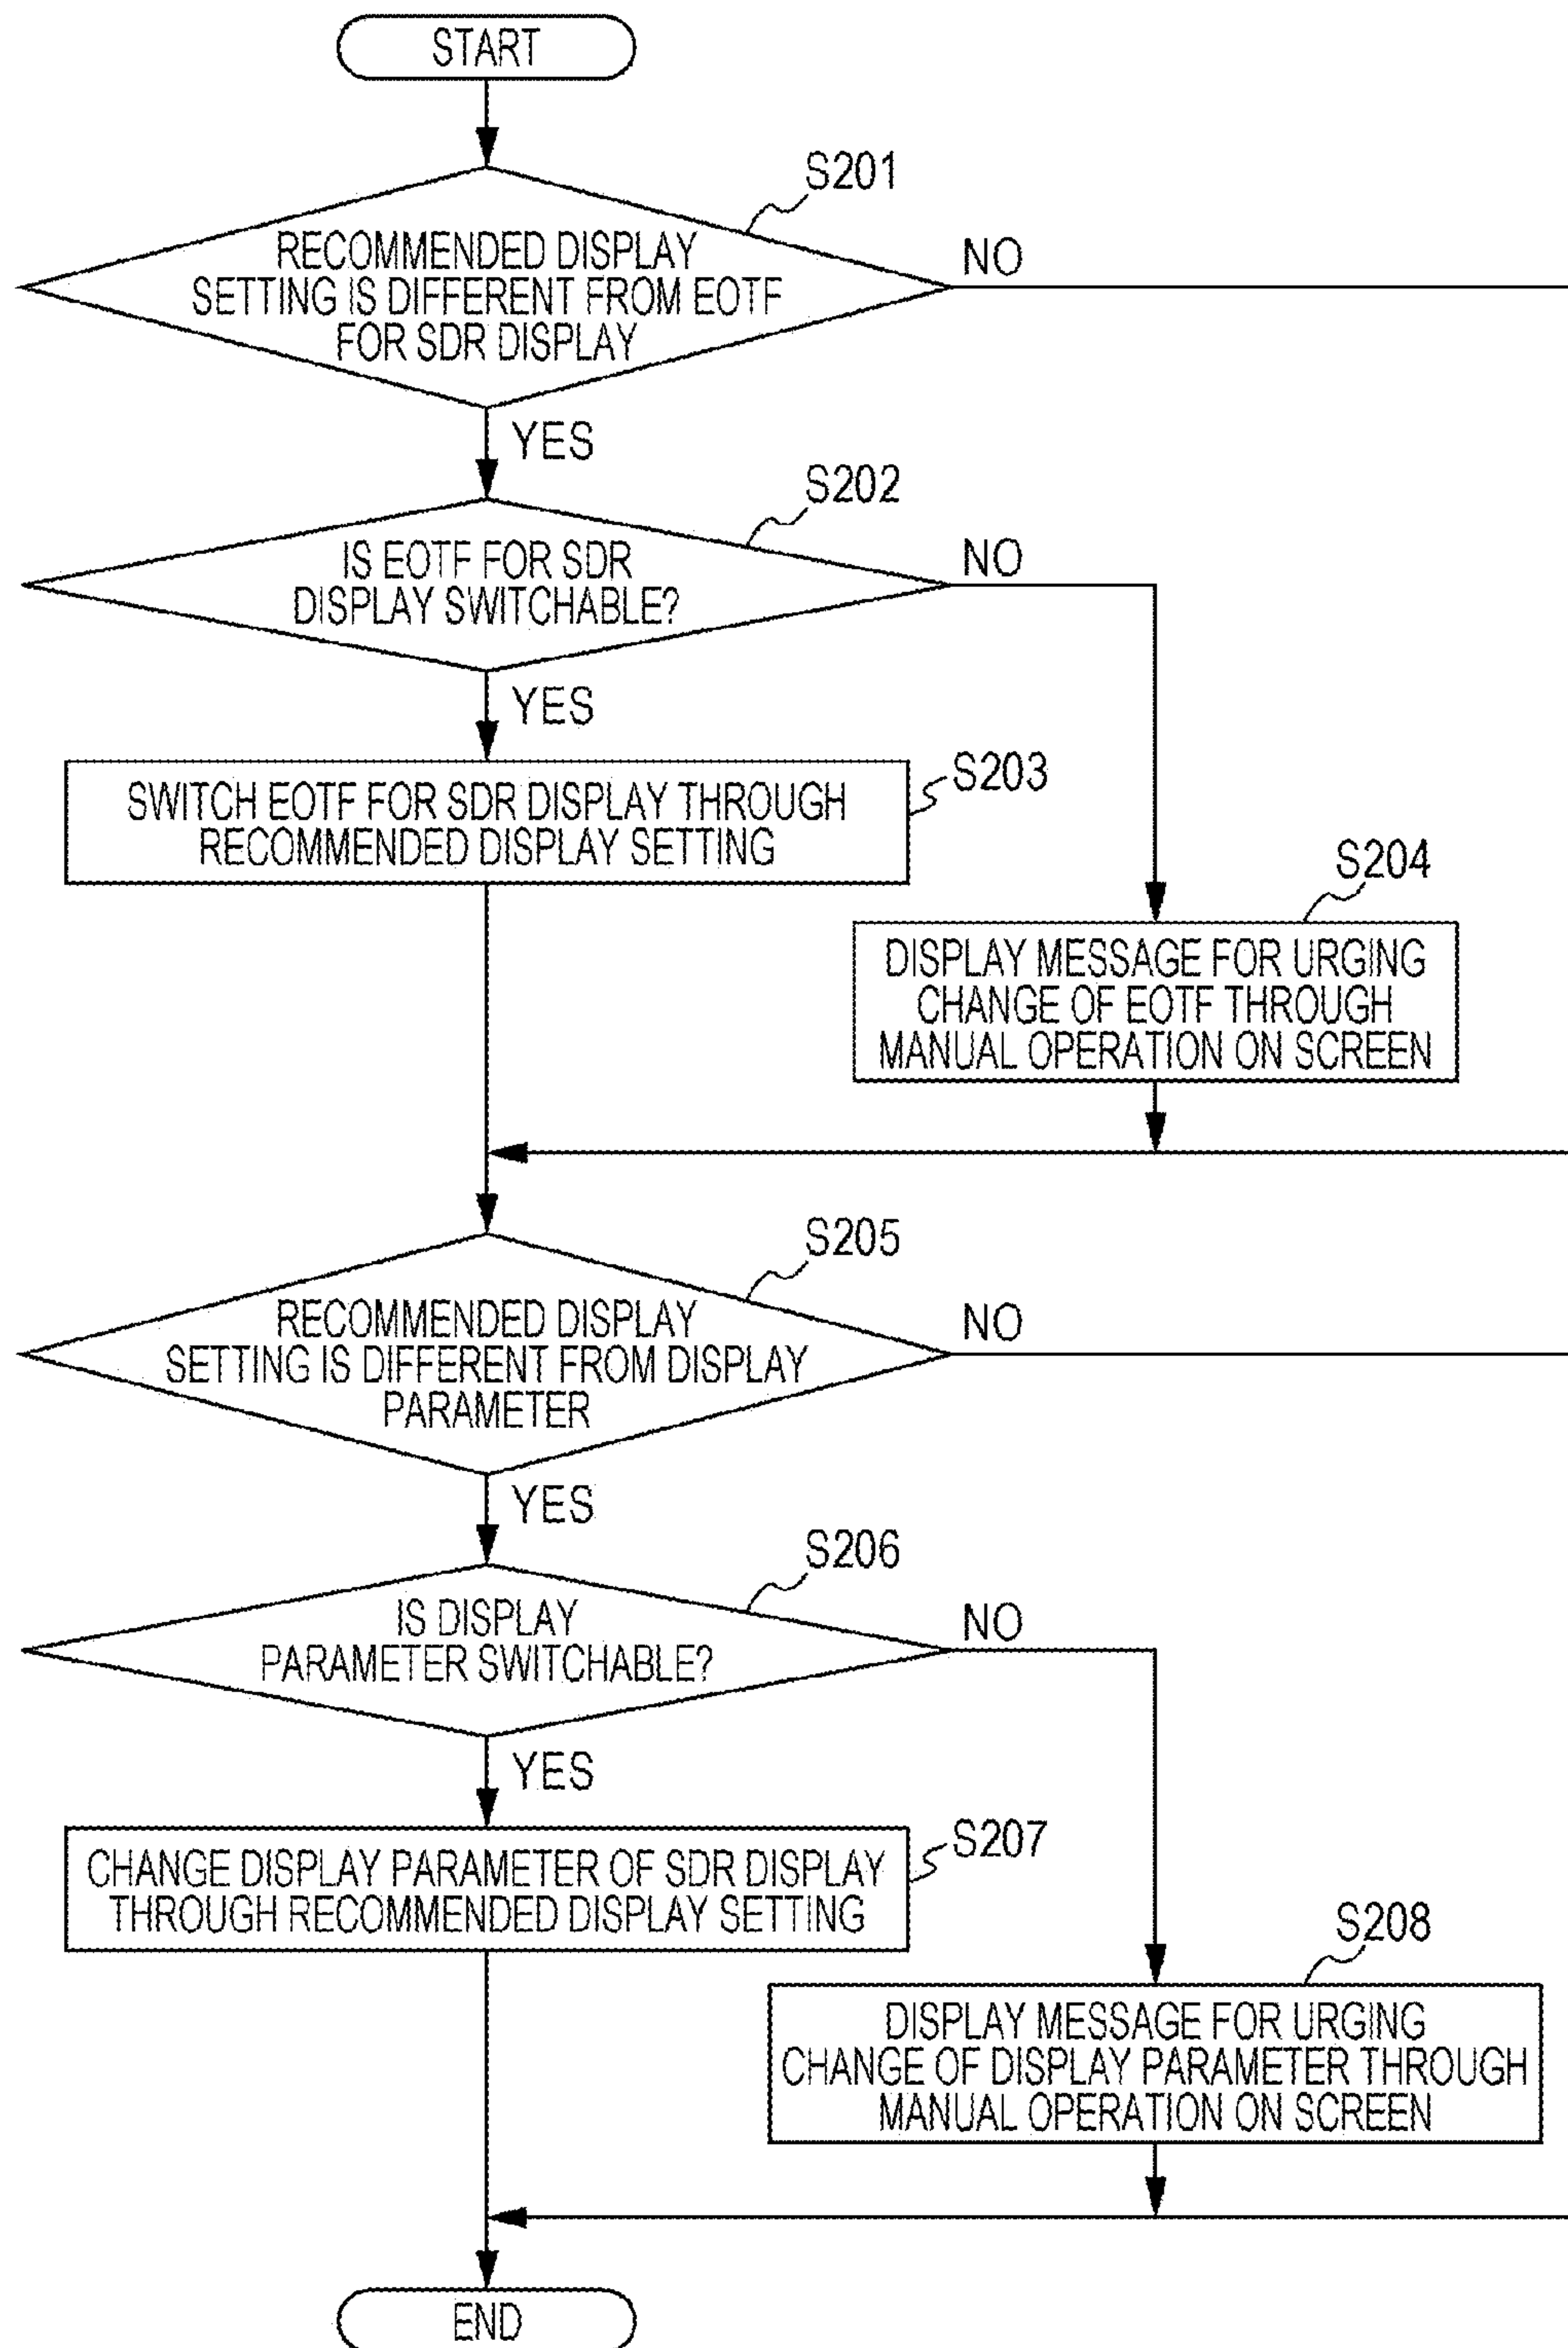 START
S201
RECOMMENDED DISPLAY
SETTING IS DIFFERENT FROM EOTF
FOR SDR DISPLAY
NO
YES
S202
IS EOTF FOR SDR
DISPLAY SWITCHABLE?
NO
YES
S203
SWITCH EOTF FOR SDR DISPLAY THROUGH
RECOMMENDED DISPLAY SETTING
S204
DISPLAY MESSAGE FOR URGING
CHANGE OF EOTF THROUGH
MANUAL OPERATION ON SCREEN
S205
RECOMMENDED DISPLAY
SETTING IS DIFFERENT FROM DISPLAY
PARAMETER
NO
YES
S206
IS DISPLAY
PARAMETER SWITCHABLE?
NO
YES
S207
CHANGE DISPLAY PARAMETER OF SDR DISPLAY
THROUGH RECOMMENDED DISPLAY SETTING
S208
DISPLAY MESSAGE FOR URGING
CHANGE OF DISPLAY PARAMETER THROUGH
MANUAL OPERATION ON SCREEN
END